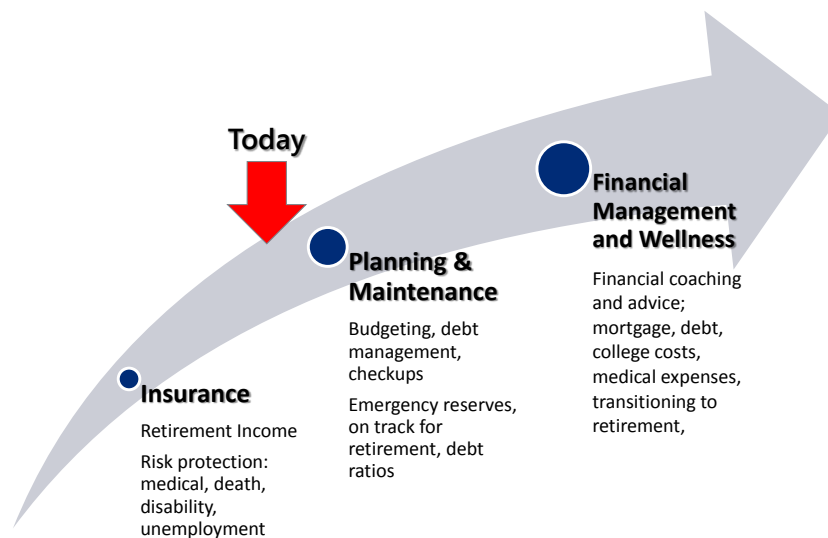 Today
Insurance
Retirement Income
Risk protection:
medical, death,
disability,
unemployment
Planning &
Maintenance
Budgeting, debt
management,
checkups
Emergency reserves,
on track for
retirement, debt
ratios
Financial
Management
and Wellness
Financial coaching
and advice;
mortgage, debt,
college costs,
medical expenses,
transitioning to
retirement,